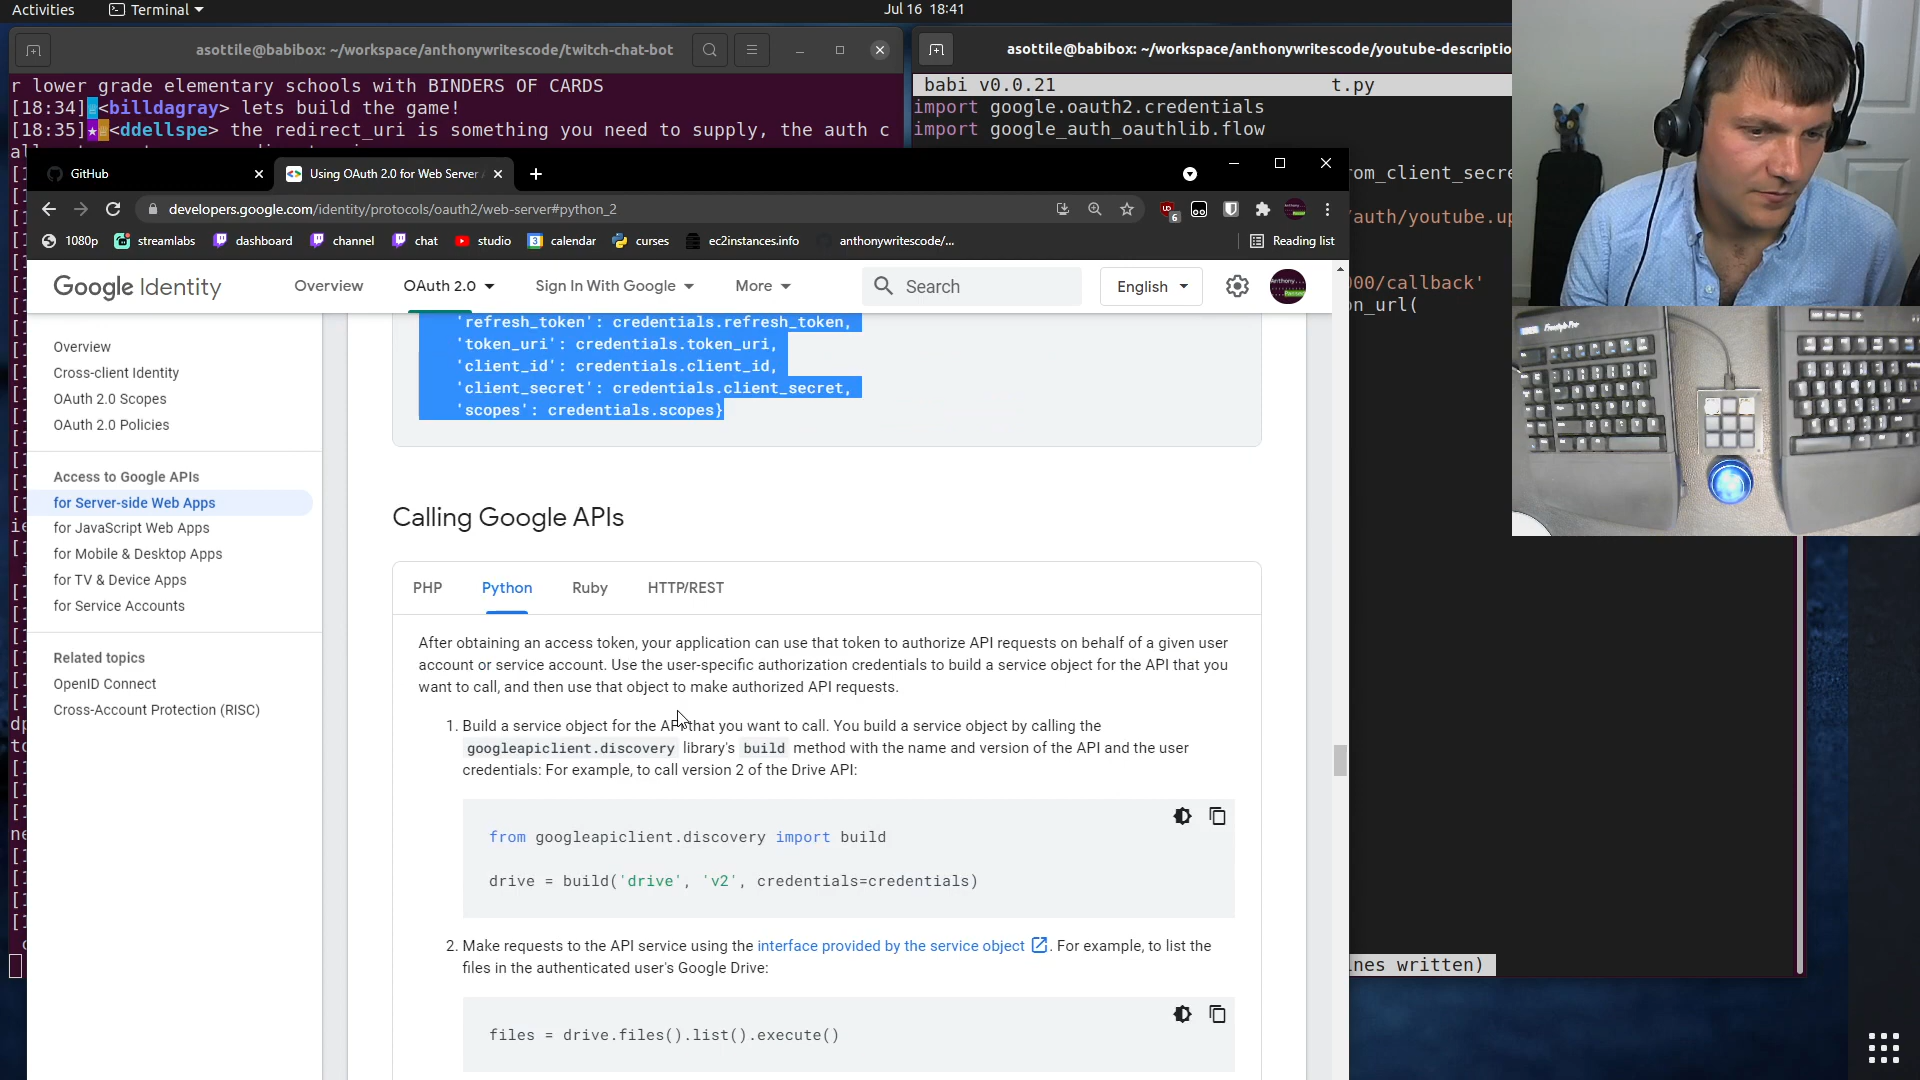 Activities
Terminal
Jul 16 18:41
asottile@babibox: ~/workspace/anthonywritescode/twitch-chat-bot
r lower grade elementary schools with BINDERS OF CARDS
[18:34] <billdagray> lets build the game!
[18:35] <ddellspe> the redirect_uri is something you need to supply, the auth c
asottile@babibox: ~/workspace/anthonywritescode/youtube-descriptio
babi v0.0.21 t.py
import google.oauth2.credentials
import google_auth_oauthlib.flow
rom_client_secre
/auth/youtube.up
00/callback'
n_url(
nes written)
GitHub
Using OAuth 2.0 for Web Server
developers.google.com/identity/protocols/oauth2/web-server#python_2
6
1080p
streamlabs
dashboard
channel
chat
studio
calendar
curses
ec2instances.info
anthonywritescode/...
Reading list
Google Identity
Overview
OAuth 2.0
Sign In With Google
More
Search
English
Overview
Cross-client Identity
OAuth 2.0 Scopes
OAuth 2.0 Policies
Access to Google APIs
for Server-side Web Apps
for JavaScript Web Apps
for Mobile & Desktop Apps
for TV & Device Apps
for Service Accounts
Related topics
OpenID Connect
Cross-Account Protection (RISC)
'refresh_token': credentials.refresh_token,
'token_uri': credentials.token_uri,
'client_id': credentials.client_id,
'client_secret': credentials.client_secret,
'scopes': credentials.scopes}
Calling Google APIs
PHP
Python
Ruby
HTTP/REST
After obtaining an access token, your application can use that token to authorize API requests on behalf of a given user
account or service account. Use the user-specific authorization credentials to build a service object for the API that you
want to call, and then use that object to make authorized API requests.
1. Build a service object for the API that you want to call. You build a service object by calling the
googleapiclient.discovery library's build method with the name and version of the API and the user
credentials: For example, to call version 2 of the Drive API:
from googleapiclient.discovery import build
drive = build('drive', 'v2', credentials=credentials)
2. Make requests to the API service using the interface provided by the service object. For example, to list the
files in the authenticated user's Google Drive:
files = drive.files().list().execute()